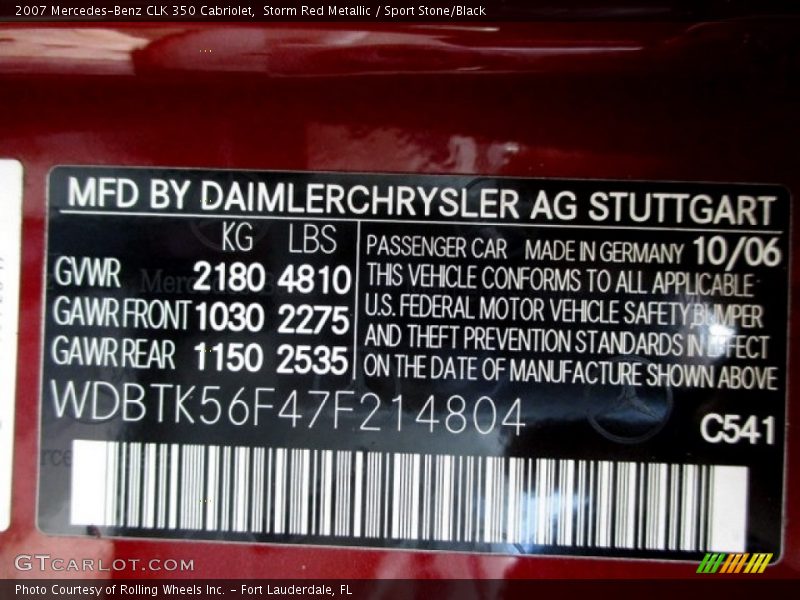 2007 Mercedes-Benz CLK 350 Cabriolet,  Storm Red Metallic / Sport Stone/Black
MFD BY DAIMLERCHRYSLER AG STUTTGART
KG LBS
GVWR 2180 4810
GAWR FRONT 1030 2275
GAWR REAR 1150 2535
PASSENGER CAR MADE IN GERMANY 10/06
THIS VEHICLE CONFORMS TO ALL APPLICABLE
U.S. FEDERAL MOTOR VEHICLE SAFETY,BUMPER
AND THEFT PREVENTION STANDARDS IN EFFECT
ON THE DATE OF MANUFACTURE SHOWN ABOVE
WDBTK56F47F214804
C541
GTCARLOT.COM
Photo Courtesy of Rolling Wheels Inc. - Fort Lauderdale, FL